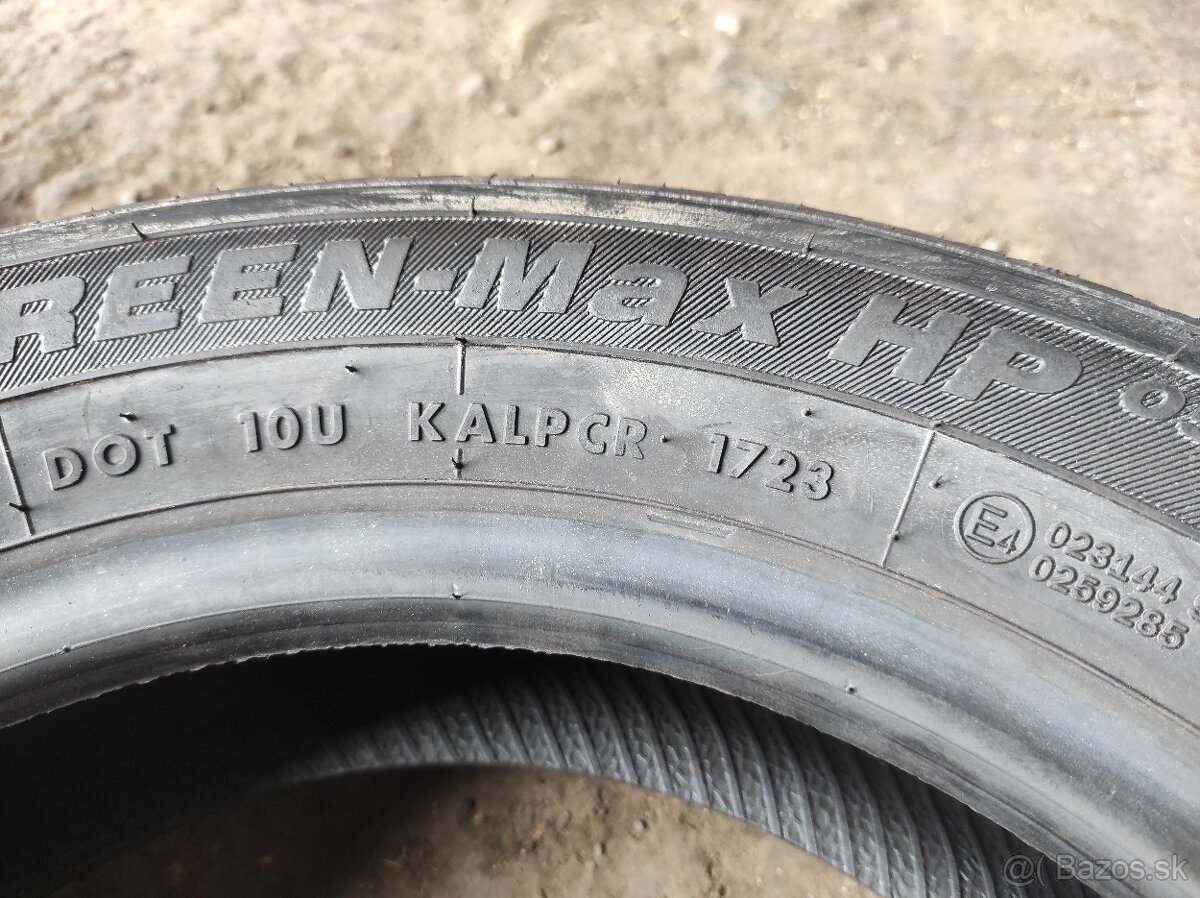 REEN-Max HP
DOT 10U KALPCR 1723
E4 023144
0259285
@ Bazos.sk